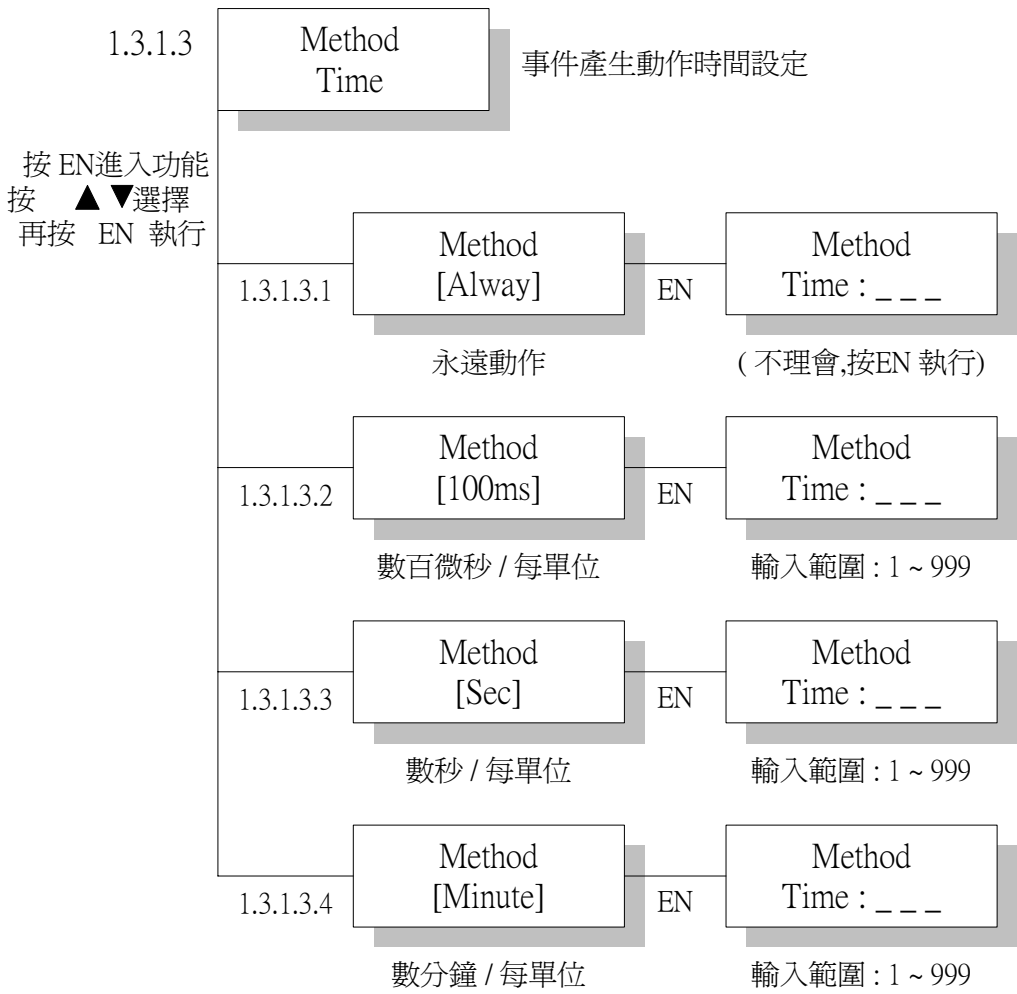 1.3.1.3
Method
Time
事件產生動作時間設定
按 EN進入功能
按 ▲ ▼選擇
再按 EN 執行
1.3.1.3.1
Method
[Alway]
EN
Method
Time : _ _ _
永遠動作
( 不理會,按EN 執行)
1.3.1.3.2
Method
[100ms]
EN
Method
Time : _ _ _
數百微秒 / 每單位
輸入範圍 : 1 ~ 999
1.3.1.3.3
Method
[Sec]
EN
Method
Time : _ _ _
數秒 / 每單位
輸入範圍 : 1 ~ 999
1.3.1.3.4
Method
[Minute]
EN
Method
Time : _ _ _
數分鐘 / 每單位
輸入範圍 : 1 ~ 999